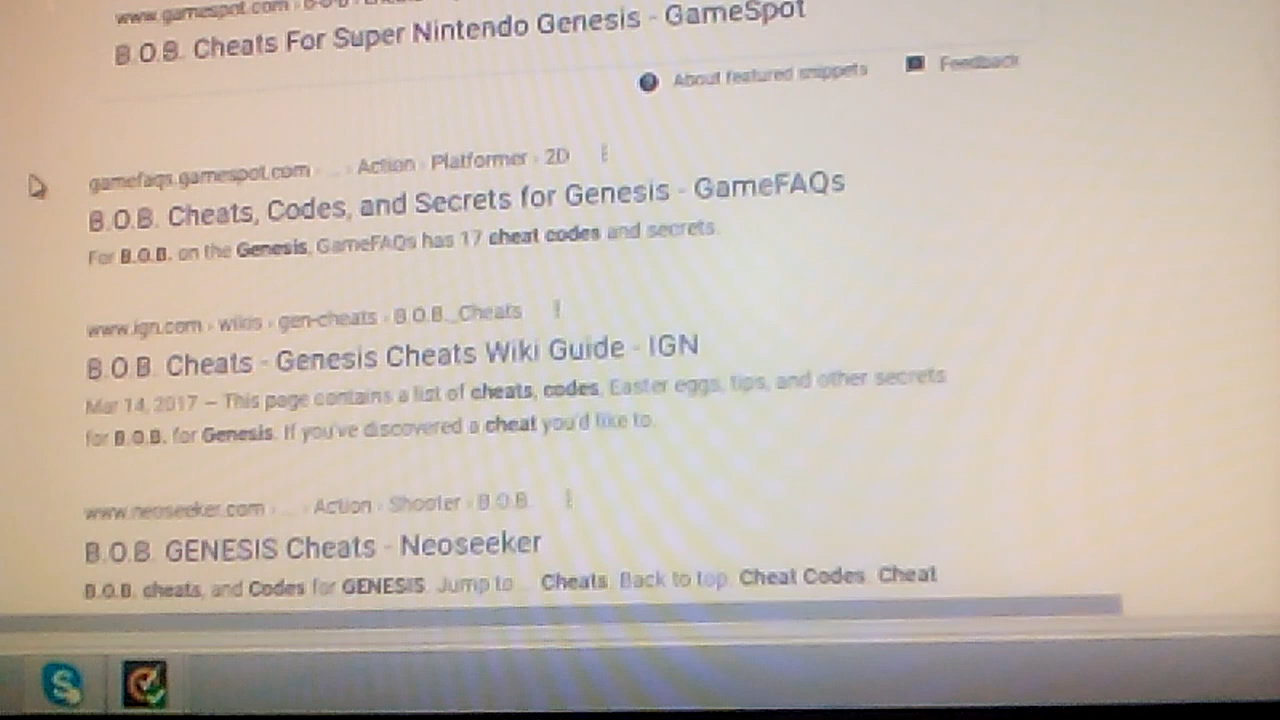 www.gamespot.com › B-O-B ›
B.O.B. Cheats For Super Nintendo Genesis - GameSpot
About featured snippets Feedback
gamefaqs.gamespot.com › ... › Action › Platformer › 2D
B.O.B. Cheats, Codes, and Secrets for Genesis - GameFAQs
For B.O.B. on the Genesis, GameFAQs has 17 cheat codes and secrets.
www.ign.com › wikis › gen-cheats › B.O.B._Cheats
B.O.B. Cheats - Genesis Cheats Wiki Guide - IGN
Mar 14, 2017 — This page contains a list of cheats, codes, Easter eggs, tips, and other secrets
for B.O.B. for Genesis. If you've discovered a cheat you'd like to.
www.neoseeker.com › ... › Action › Shooter › B.O.B.
B.O.B. GENESIS Cheats - Neoseeker
B.O.B. cheats, and Codes for GENESIS. Jump to ... Cheats. Back to top. Cheat Codes. Cheat